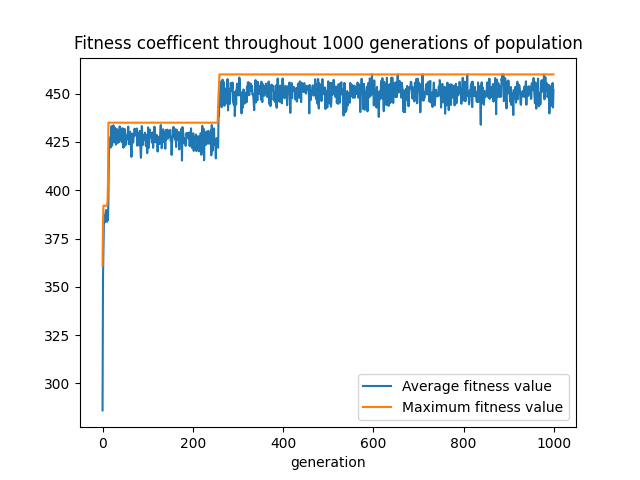 Fitness coefficent throughout 1000 generations of population
450
425
400
375
350
325
300
Average fitness value
Maximum fitness value
0 200 400 600 800 1000
generation